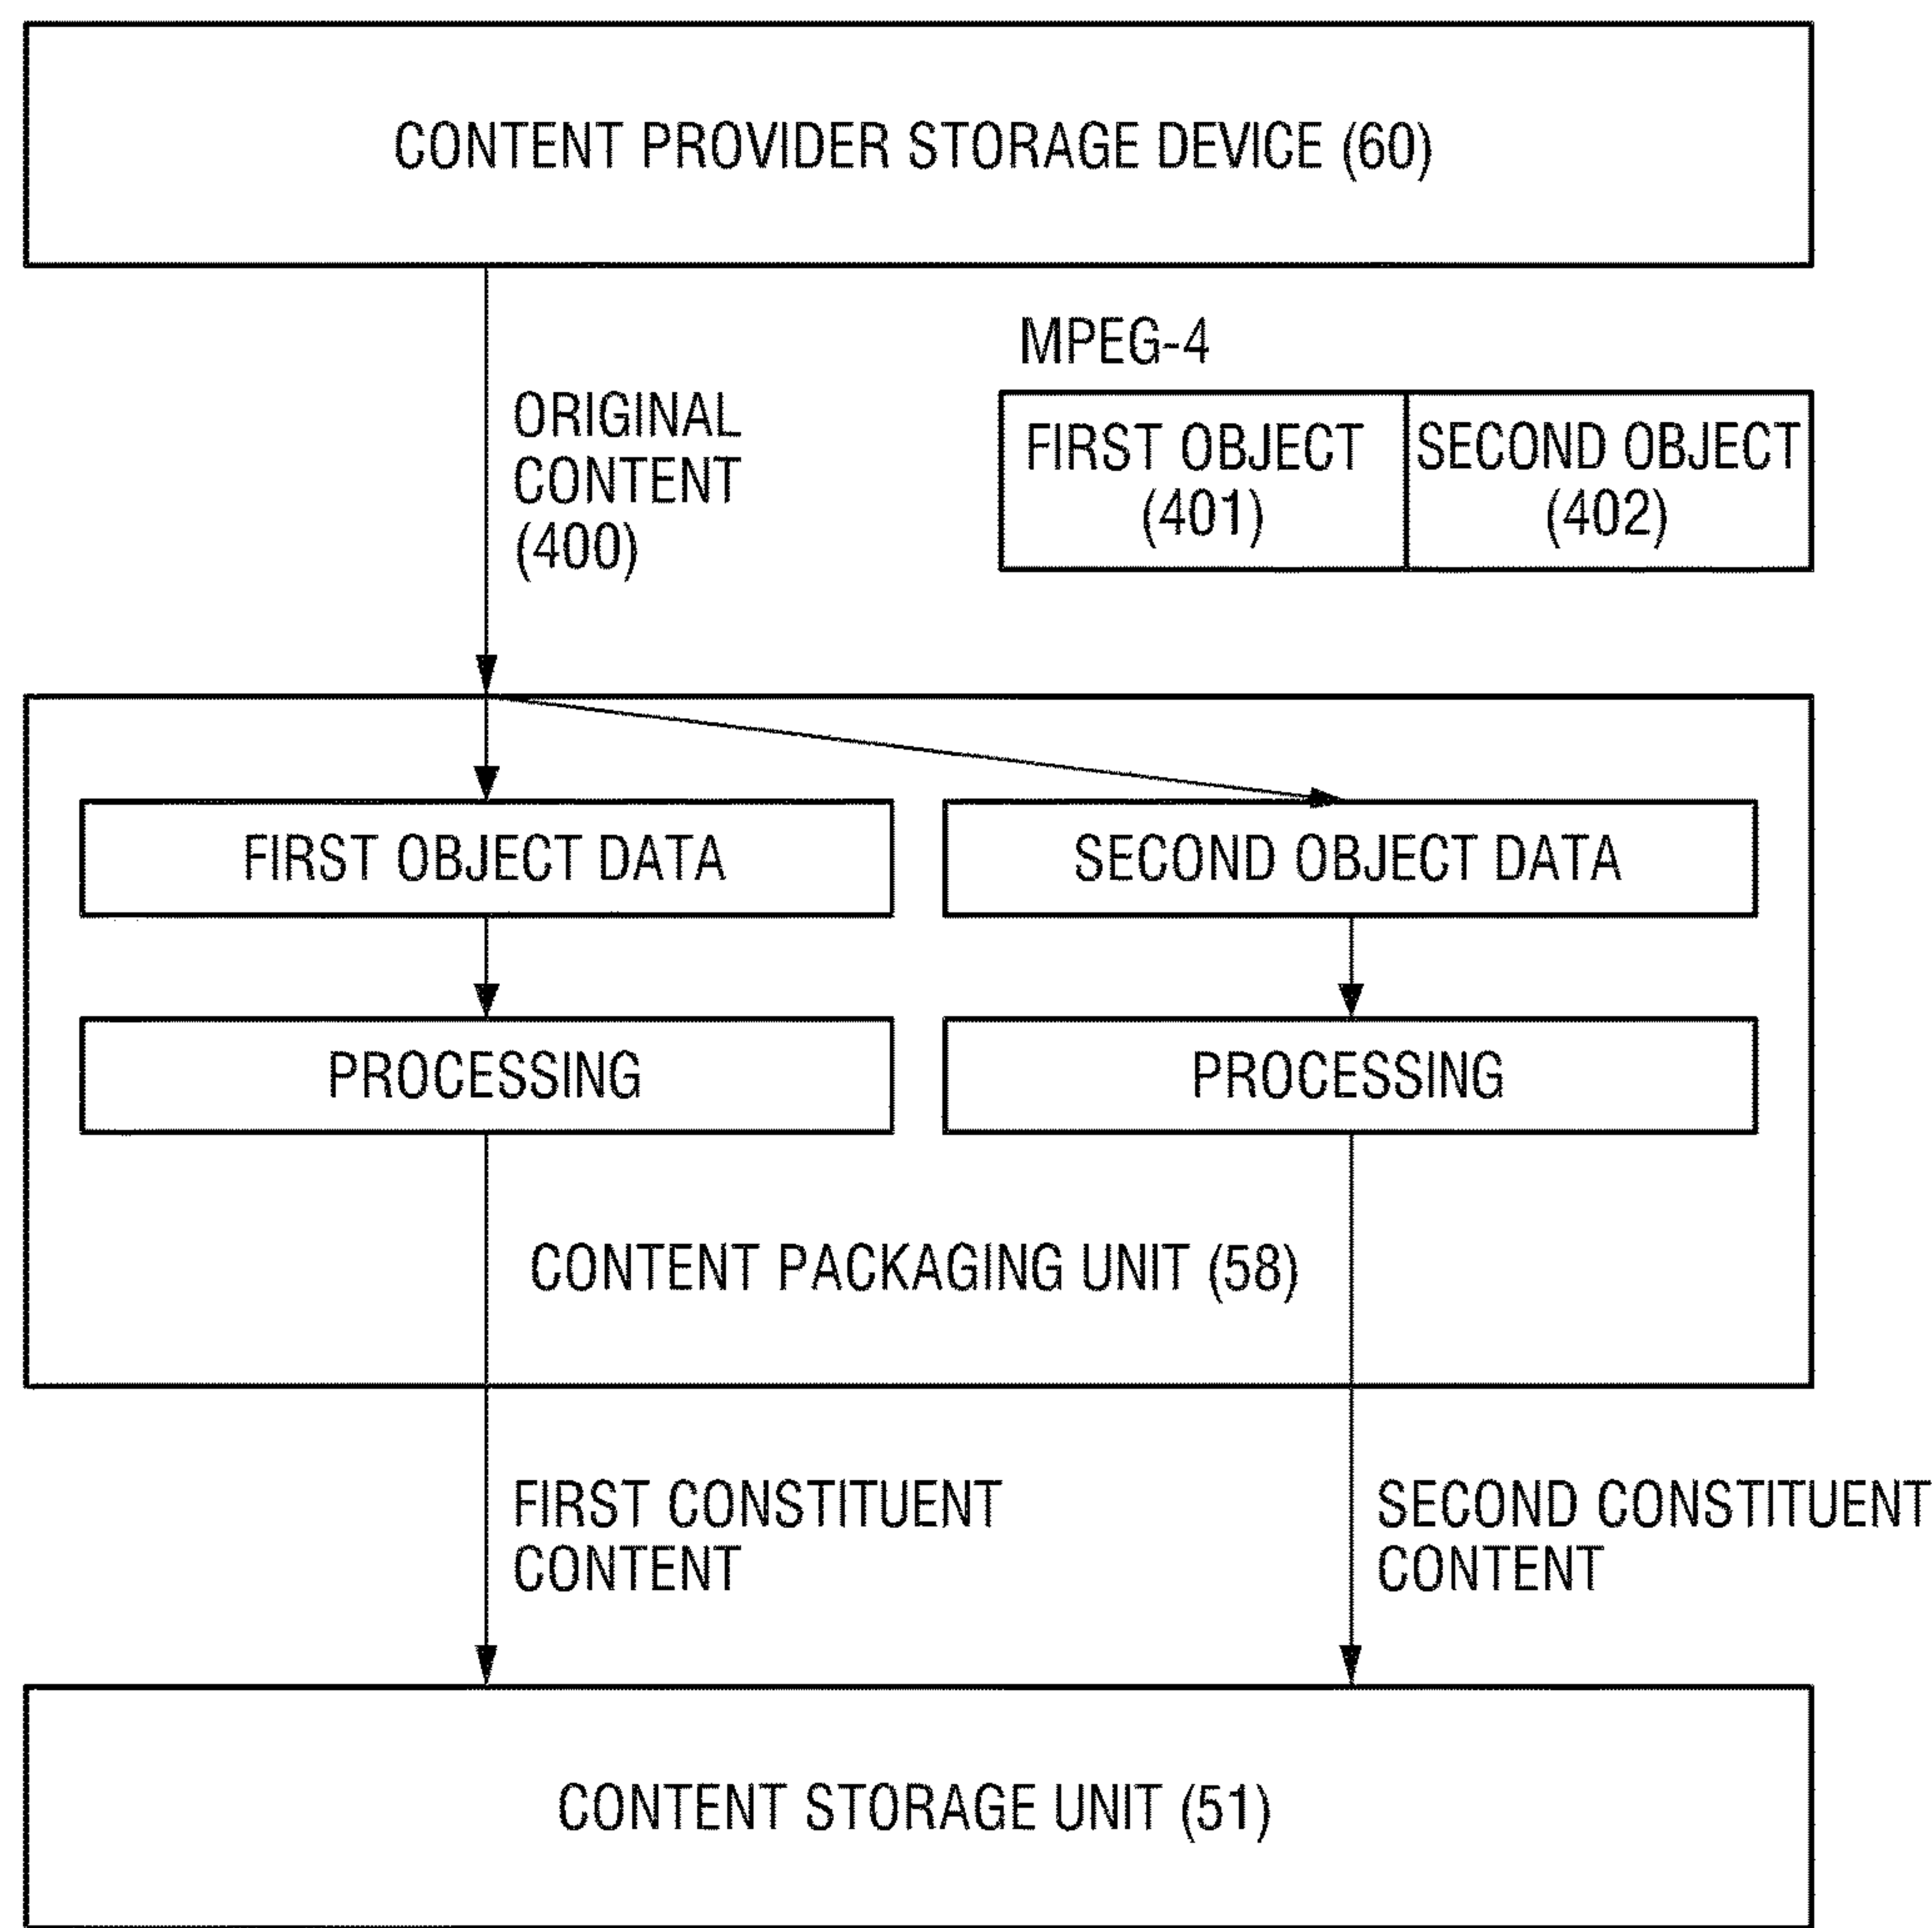 CONTENT PROVIDER STORAGE DEVICE (60)
ORIGINAL
CONTENT
(400)
MPEG-4
FIRST OBJECT
(401)
SECOND OBJECT
(402)
FIRST OBJECT DATA
SECOND OBJECT DATA
PROCESSING
PROCESSING
CONTENT PACKAGING UNIT (58)
FIRST CONSTITUENT
CONTENT
SECOND CONSTITUENT
CONTENT
CONTENT STORAGE UNIT (51)